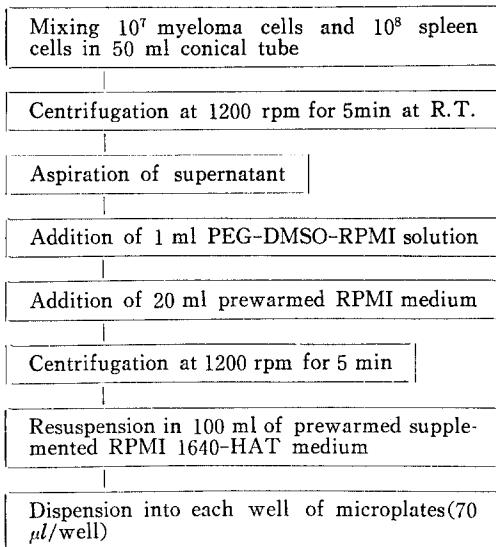 Mixing 10⁷ myeloma cells and 10⁸ spleen
cells in 50 ml conical tube
Centrifugation at 1200 rpm for 5min at R.T.
Aspiration of supernatant
Addition of 1 ml PEG-DMSO-RPMI solution
Addition of 20 ml prewarmed RPMI medium
Centrifugation at 1200 rpm for 5 min
Resuspension in 100 ml of prewarmed supple-
mented RPMI 1640-HAT medium
Dispension into each well of microplates(70
μl/well)